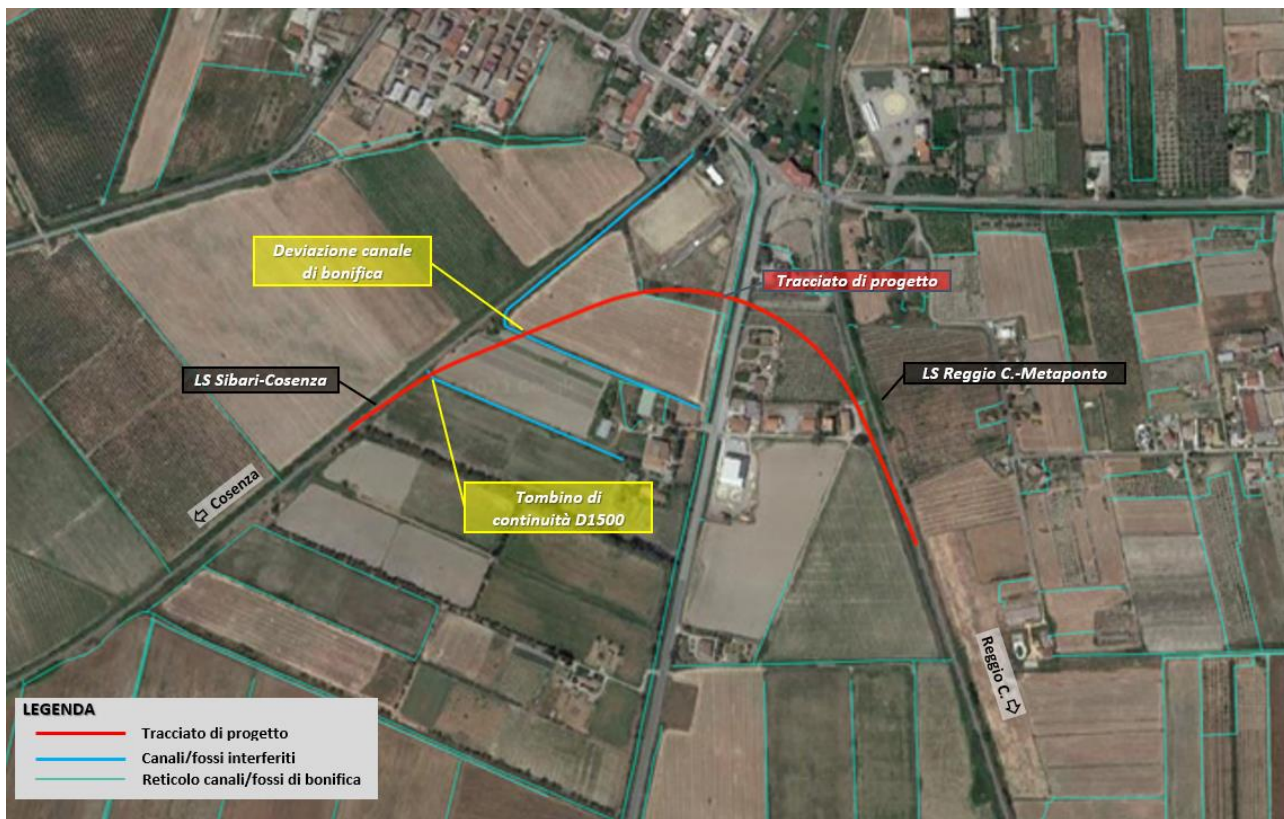 Deviazione canale
di bonifica
Tracciato di progetto
LS Sibari-Cosenza
LS Reggio C.-Metaponto
⇦ Cosenza
Tombino di
continuità D1500
Reggio C. ⇨
LEGENDA
Tracciato di progetto
Canali/fossi interferiti
Reticolo canali/fossi di bonifica